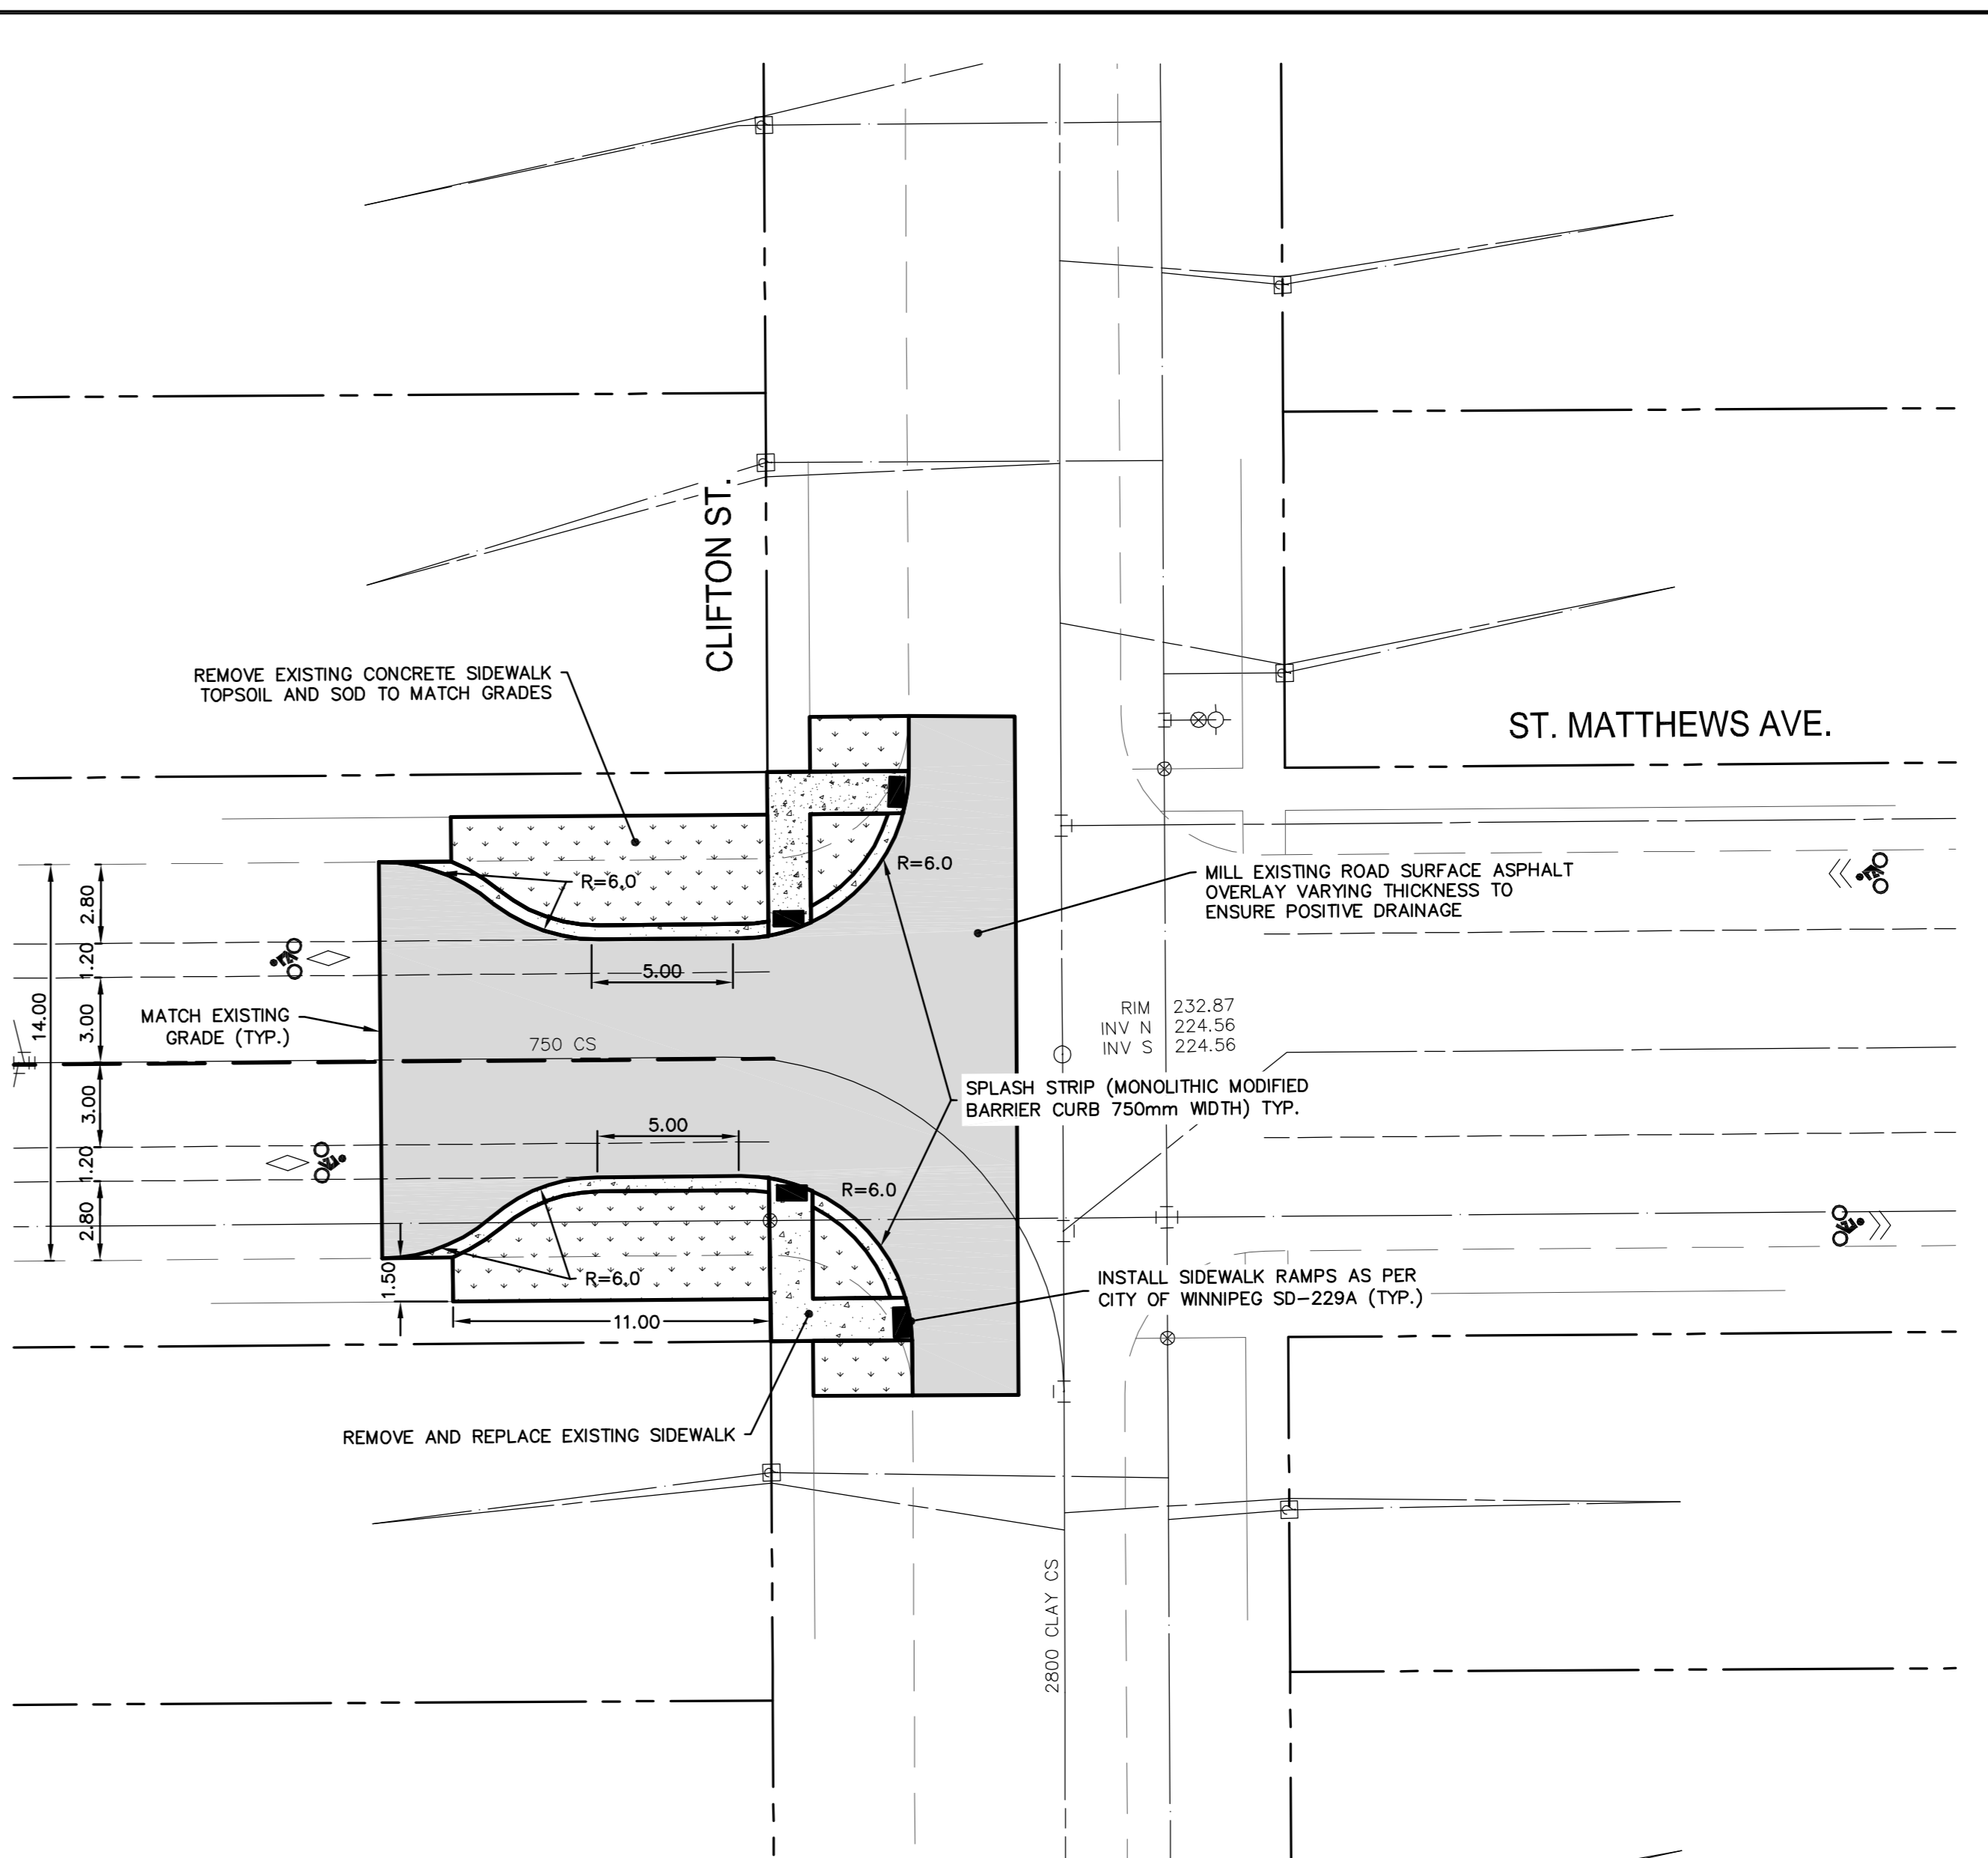 CLIFTON ST.
REMOVE EXISTING CONCRETE SIDEWALK
TOPSOIL AND SOD TO MATCH GRADES
ST. MATTHEWS AVE.
R=6.0
R=6.0
MILL EXISTING ROAD SURFACE ASPHALT
OVERLAY VARYING THICKNESS TO
ENSURE POSITIVE DRAINAGE
2.80
1.20
3.00
14.00
3.00
1.20
2.80
5.00
MATCH EXISTING
GRADE (TYP.)
750 CS
RIM 232.87
INV N 224.56
INV S 224.56
SPLASH STRIP (MONOLITHIC MODIFIED
BARRIER CURB 750mm WIDTH) TYP.
5.00
R=6.0
1.50
R=6.0
11.00
INSTALL SIDEWALK RAMPS AS PER
CITY OF WINNIPEG SD-229A (TYP.)
REMOVE AND REPLACE EXISTING SIDEWALK
2800 CLAY CS